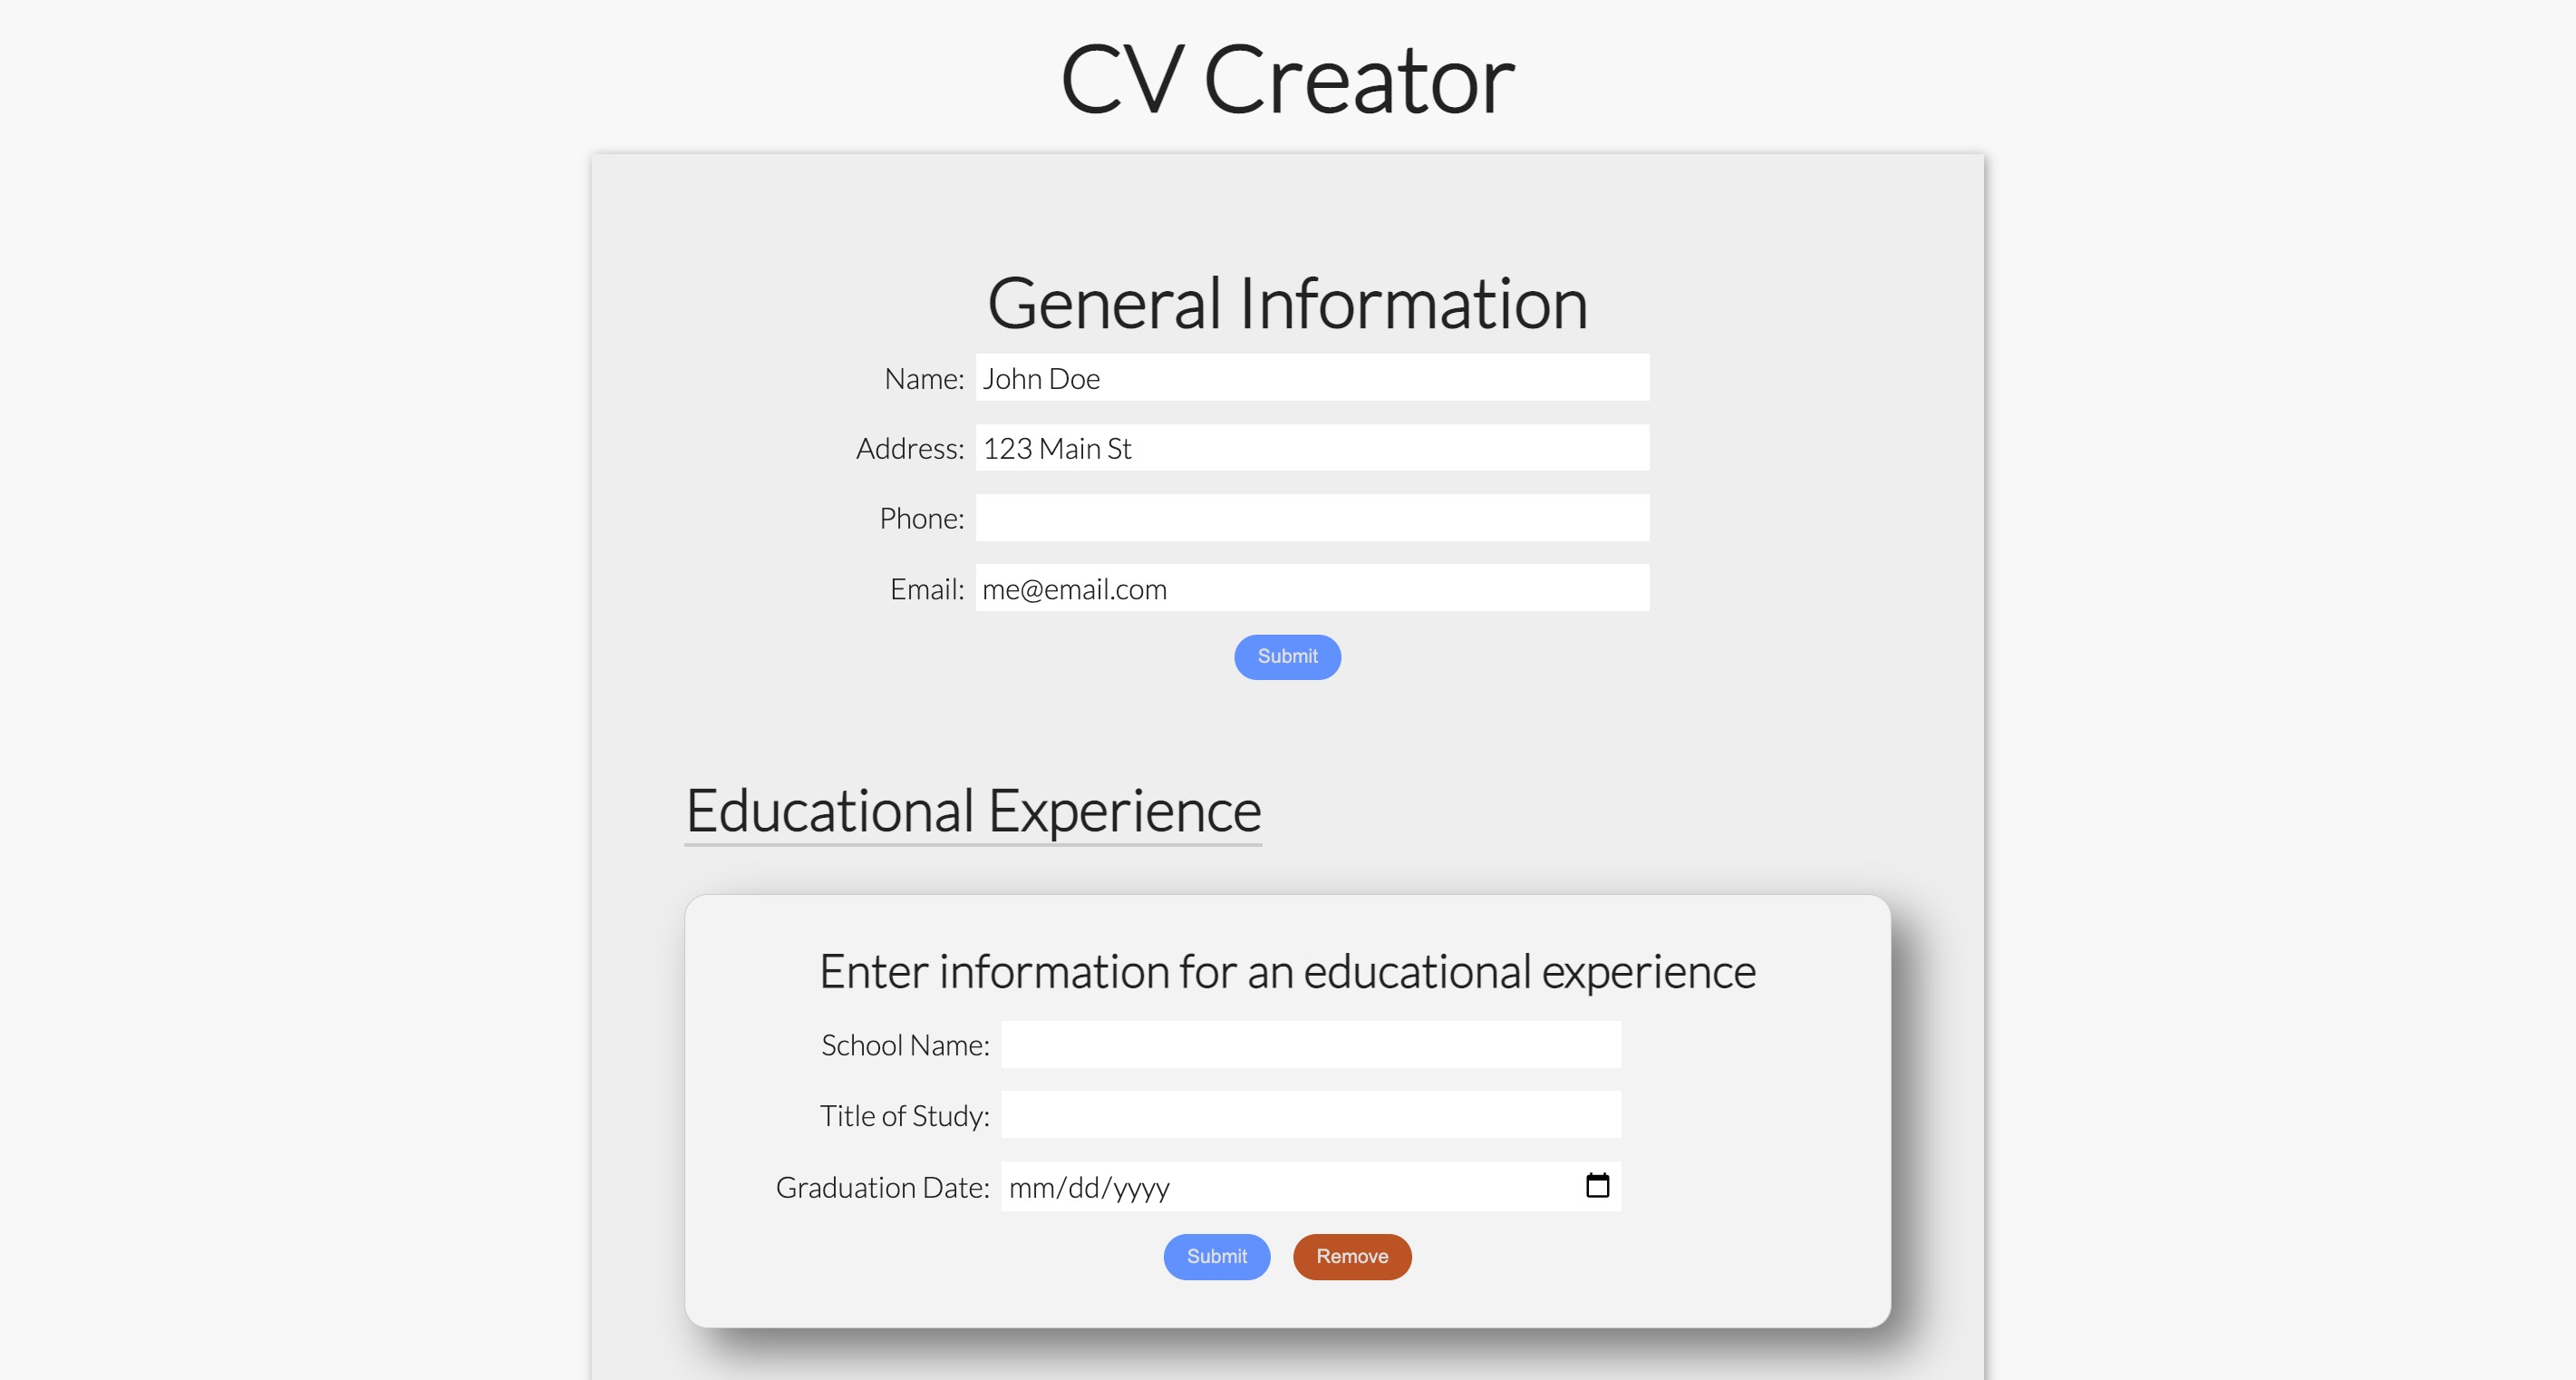 CV Creator
General Information
Name: John Doe
Address: 123 Main St
Phone:
Email: me@email.com
Submit
Educational Experience
Enter information for an educational experience
School Name:
Title of Study:
Graduation Date: mm/dd/yyyy
Submit Remove